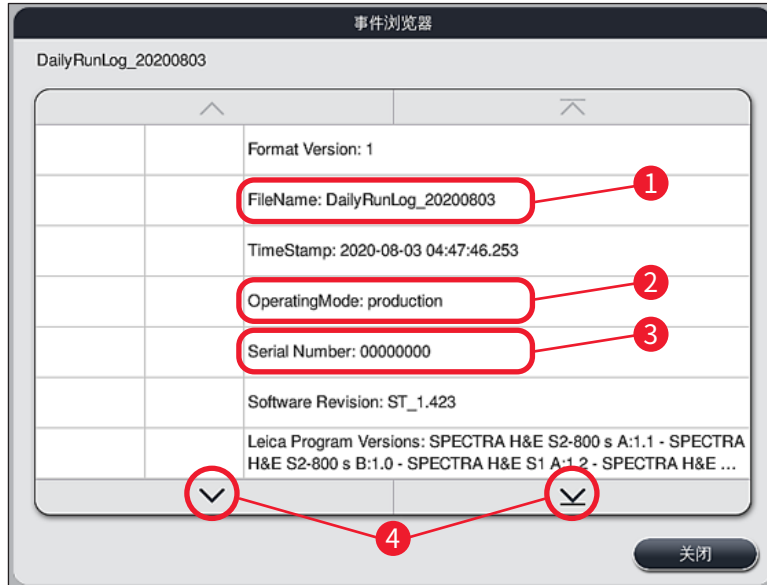 事件浏览器
DailyRunLog_20200803
Format Version: 1
FileName: DailyRunLog_20200803
1
TimeStamp: 2020-08-03 04:47:46.253
OperatingMode: production
2
Serial Number: 00000000
3
Software Revision: ST_1.423
Leica Program Versions: SPECTRA H&E S2-800 s A:1.1 - SPECTRA
H&E S2-800 s B:1.0 - SPECTRA H&E S1 A:1.2 - SPECTRA H&E ...
4
关闭